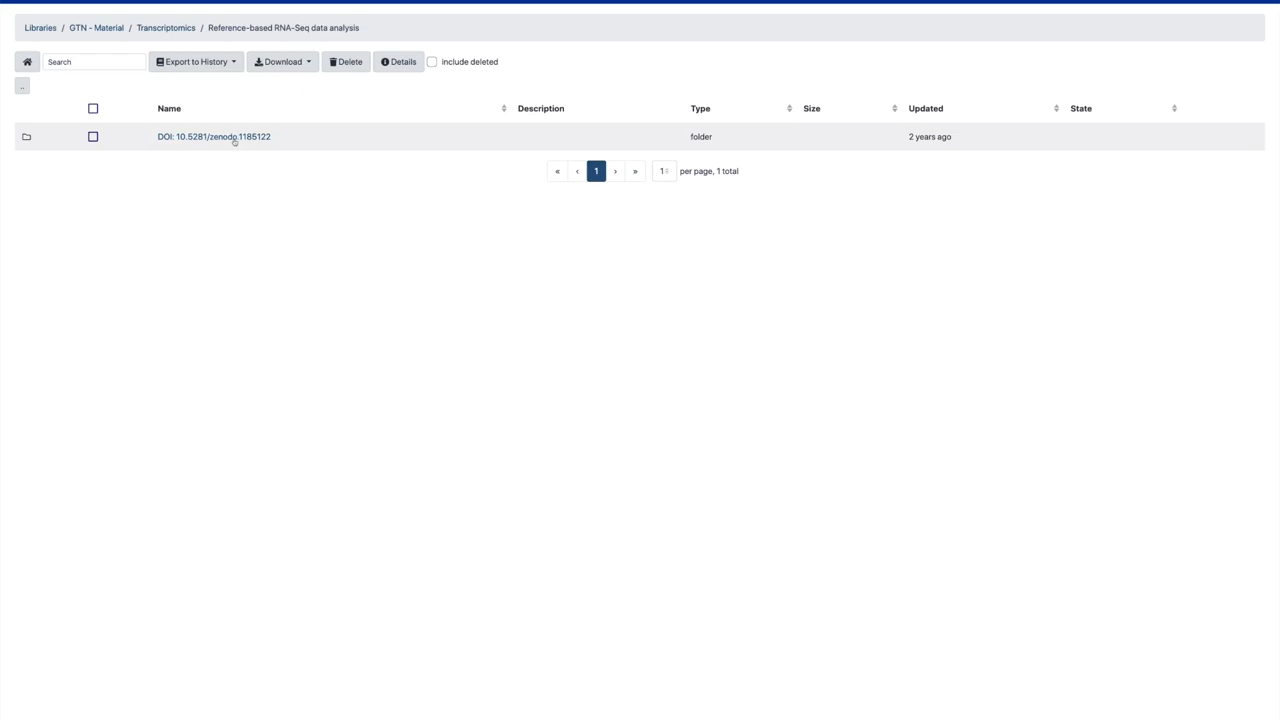 Libraries / GTN - Material / Transcriptomics / Reference-based RNA-Seq data analysis
Search Export to History Download Delete Details include deleted
..
Name Description Type Size Updated State
DOI: 10.5281/zenodo.1185122 folder 2 years ago
« ‹ 1 › » 1 per page, 1 total